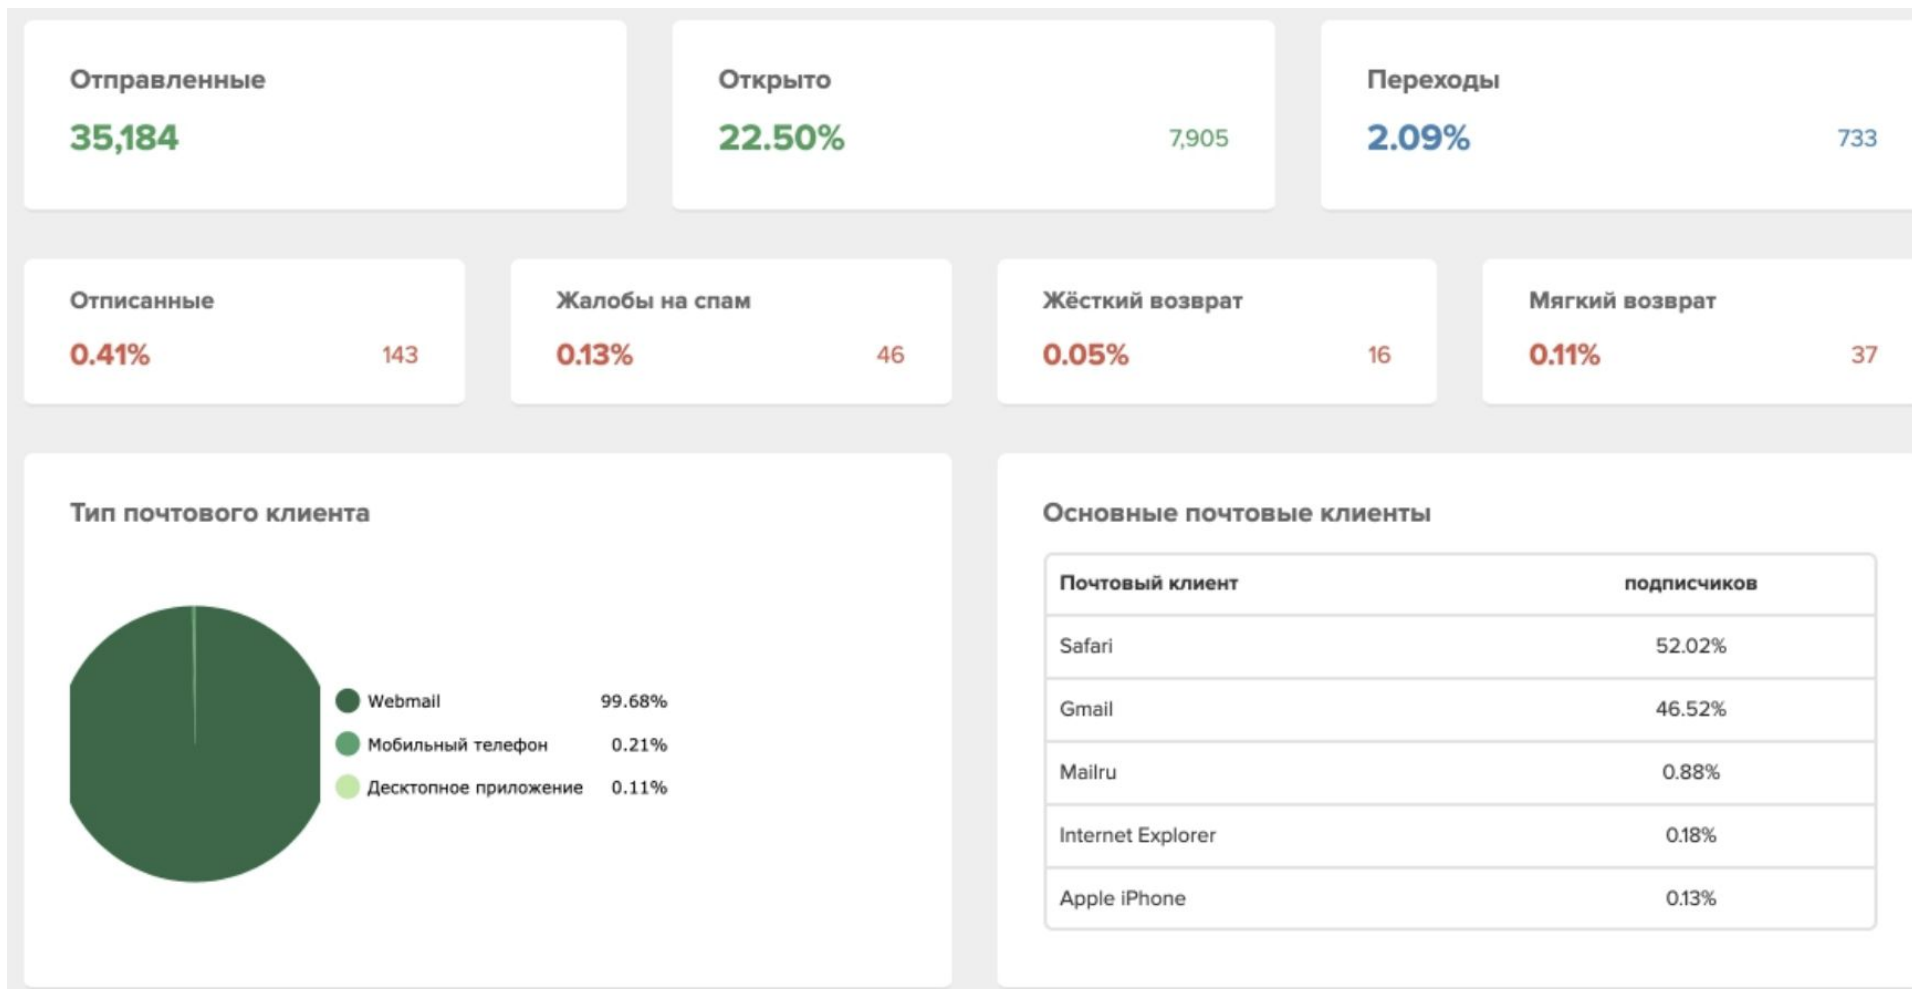 Отправленные
35,184
Открыто
22.50% 7,905
Переходы
2.09% 733
Отписанные
0.41% 143
Жалобы на спам
0.13% 46
Жёсткий возврат
0.05% 16
Мягкий возврат
0.11% 37
Тип почтового клиента
Webmail 99.68%
Мобильный телефон 0.21%
Десктопное приложение 0.11%
Основные почтовые клиенты
Почтовый клиент подписчиков
Safari 52.02%
Gmail 46.52%
Mailru 0.88%
Internet Explorer 0.18%
Apple iPhone 0.13%